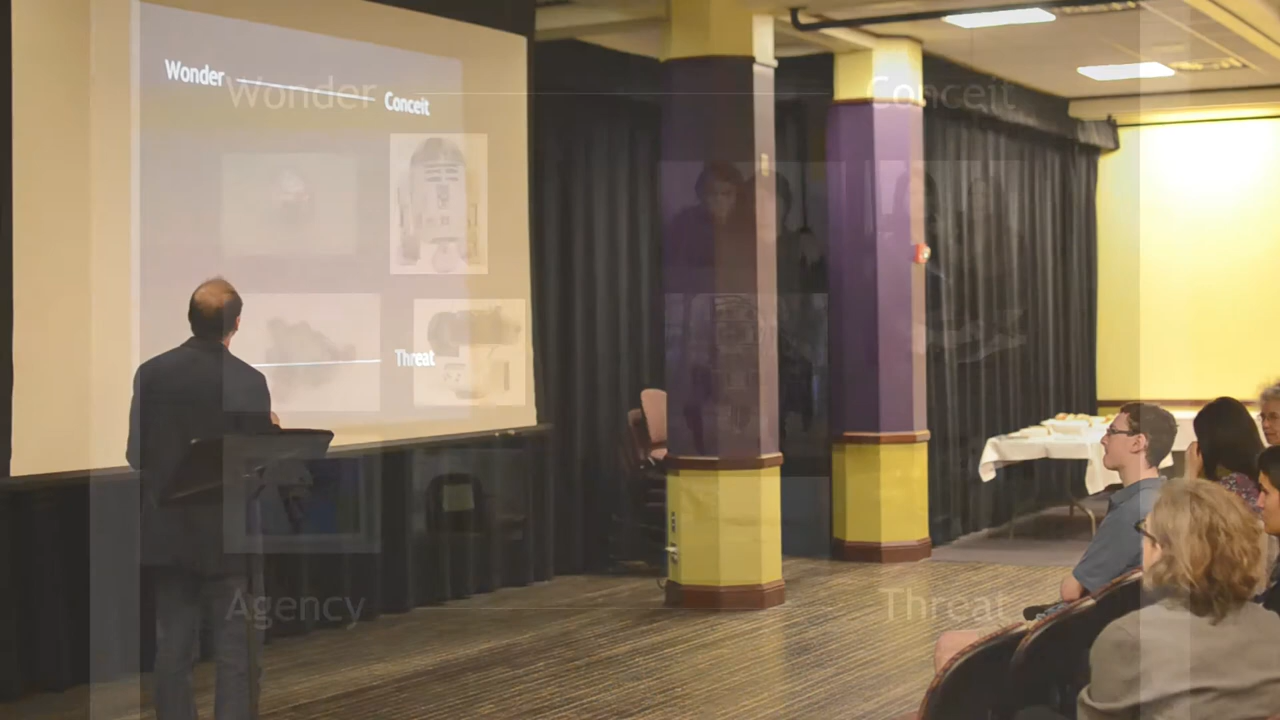 Wonder
Conceit
Threat
Wonder Conceit
Agency Threat